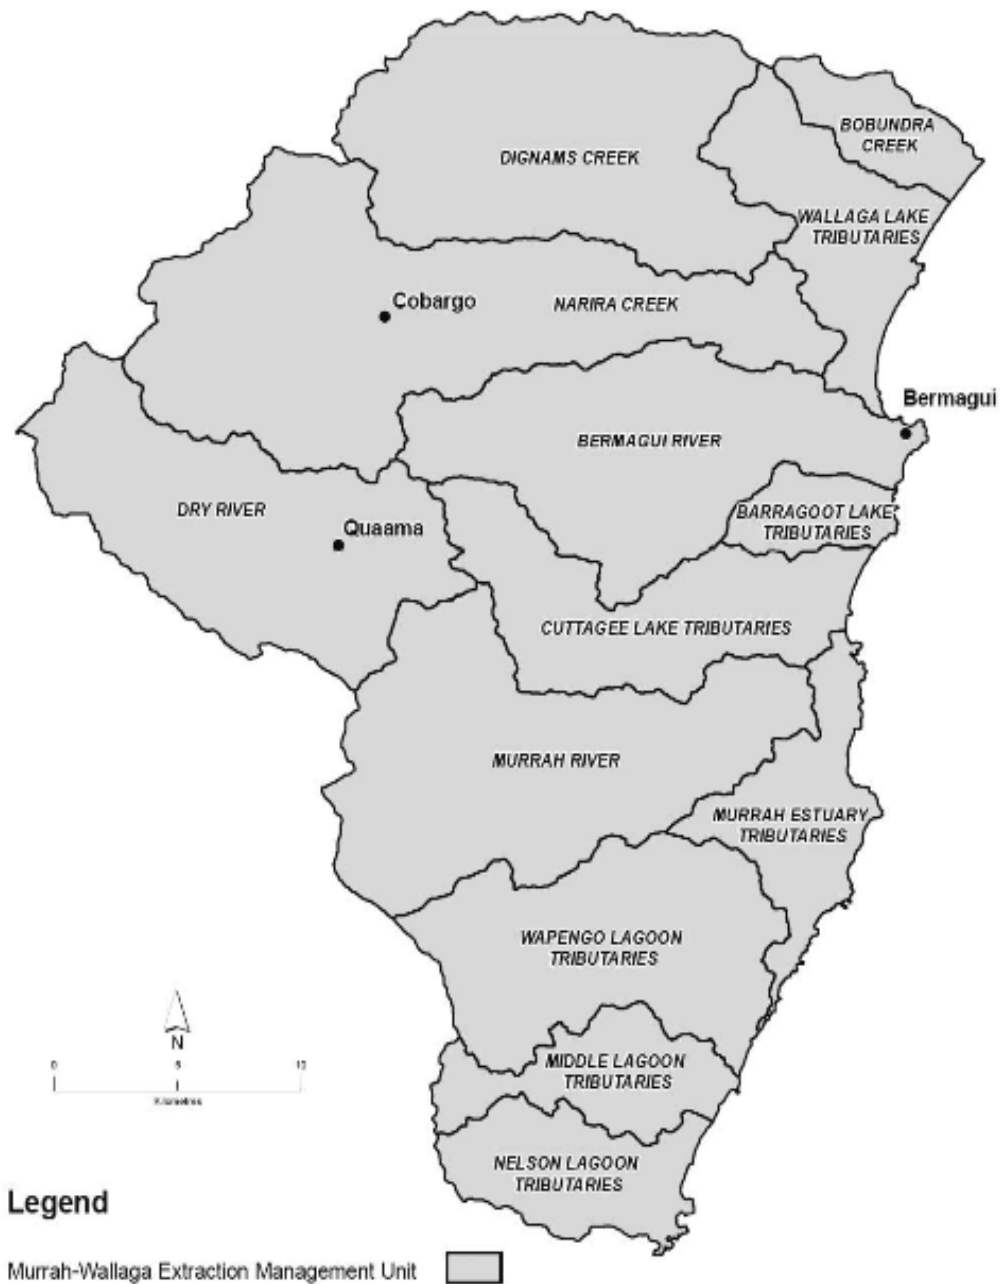 BOBUNDRA
CREEK
DIGNAMS CREEK
WALLAGA LAKE
TRIBUTARIES
Cobargo
NARIRA CREEK
Bermagui
BERMAGUI RIVER
DRY RIVER
BARRAGOOT LAKE
TRIBUTARIES
Quaama
CUTTAGEE LAKE TRIBUTARIES
MURRAH RIVER
MURRAH ESTUARY
TRIBUTARIES
WAPENGO LAGOON
TRIBUTARIES
N
MIDDLE LAGOON
TRIBUTARIES
0 5 10
Kilometres
NELSON LAGOON
TRIBUTARIES
Legend
Murrah-Wallaga Extraction Management Unit